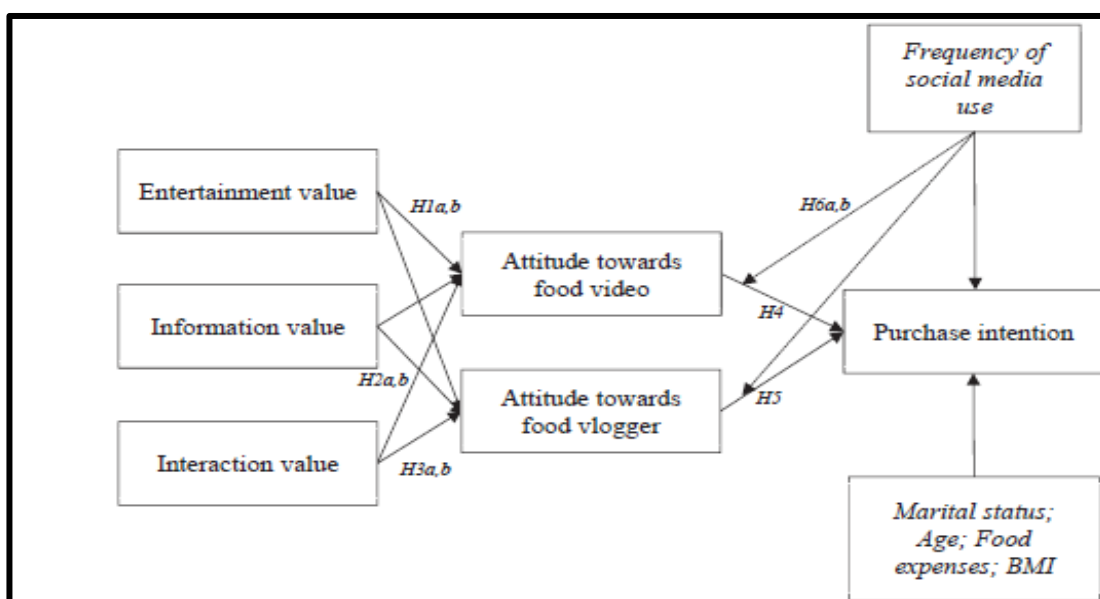 Frequency of
social media
use
Entertainment value
H1a,b
H6a,b
Attitude towards
food video
Information value
H4
Purchase intention
H2a,b
Attitude towards
food vlogger
H5
Interaction value
H3a,b
Marital status;
Age; Food
expenses; BMI